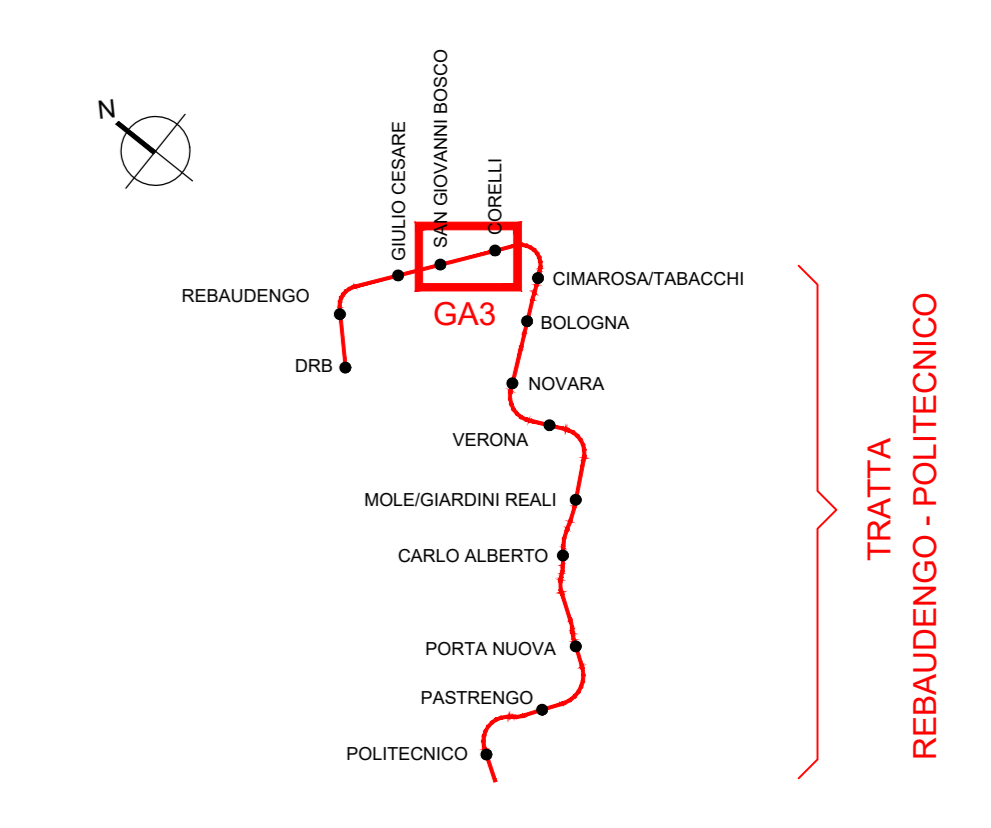 N
GIULIO CESARE
SAN GIOVANNI BOSCO
CORELLI
REBAUDENGO
DRB
GA3
CIMAROSA/TABACCHI
BOLOGNA
NOVARA
VERONA
MOLE/GIARDINI REALI
CARLO ALBERTO
PORTA NUOVA
PASTRENGO
POLITECNICO
TRATTA
REBAUDENGO - POLITECNICO